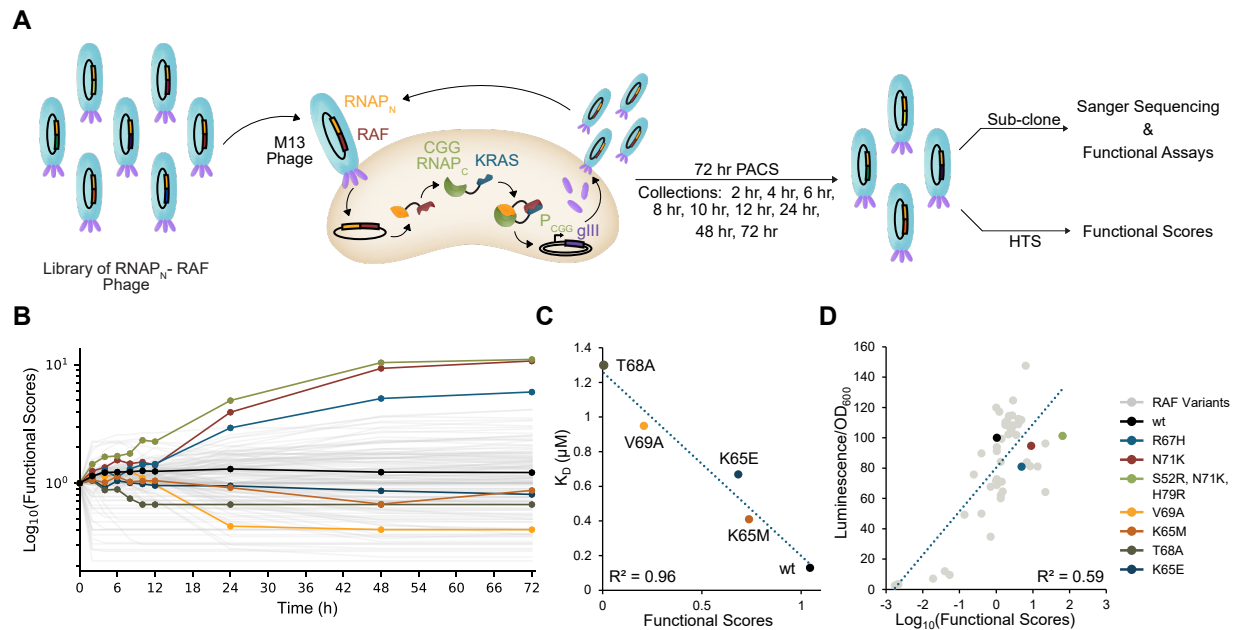 A
RNAPN
RAF
M13
Phage
CGG
RNAPC
KRAS
PCGG
gIII
Library of RNAPN- RAF
Phage
72 hr PACS
Collections: 2 hr, 4 hr, 6 hr,
8 hr, 10 hr, 12 hr, 24 hr,
48 hr, 72 hr
Sub-clone
Sanger Sequencing
&
Functional Assays
HTS
Functional Scores
B
Log10(Functional Scores)
10¹
10⁰
0 6 12 18 24 30 36 42 48 54 60 66 72
Time (h)
C
KD (μM)
1.4
1.2
1
0.8
0.6
0.4
0.2
0
T68A
V69A
K65E
K65M
wt
R² = 0.96
0 0.5 1
Functional Scores
D
Luminescence/OD600
160
140
120
100
80
60
40
20
0
R² = 0.59
-3 -2 -1 0 1 2 3
Log10(Functional Scores)
RAF Variants
wt
R67H
N71K
S52R, N71K,
H79R
V69A
K65M
T68A
K65E